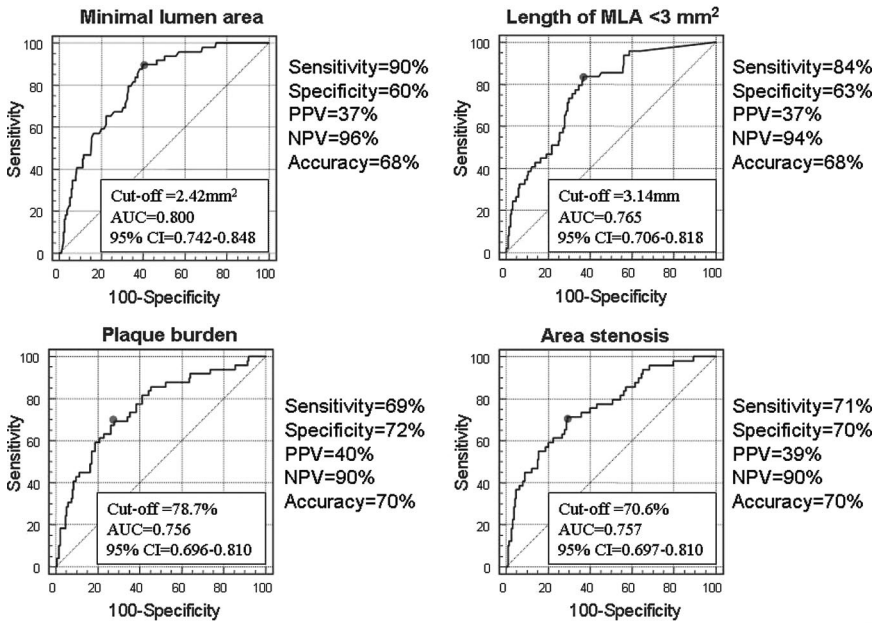 Minimal lumen area
100
80
60
40
20
0
Sensitivity
0 20 40 60 80 100
100-Specificity
Cut-off =2.42mm²
AUC=0.800
95% CI=0.742-0.848
Sensitivity=90%
Specificity=60%
PPV=37%
NPV=96%
Accuracy=68%
Length of MLA <3 mm²
100
80
60
40
20
0
Sensitivity
0 20 40 60 80 100
100-Specificity
Cut-off =3.14mm
AUC=0.765
95% CI=0.706-0.818
Sensitivity=84%
Specificity=63%
PPV=37%
NPV=94%
Accuracy=68%
Plaque burden
100
80
60
40
20
0
Sensitivity
0 20 40 60 80 100
100-Specificity
Cut-off =78.7%
AUC=0.756
95% CI=0.696-0.810
Sensitivity=69%
Specificity=72%
PPV=40%
NPV=90%
Accuracy=70%
Area stenosis
100
80
60
40
20
0
Sensitivity
0 20 40 60 80 100
100-Specificity
Cut-off =70.6%
AUC=0.757
95% CI=0.697-0.810
Sensitivity=71%
Specificity=70%
PPV=39%
NPV=90%
Accuracy=70%